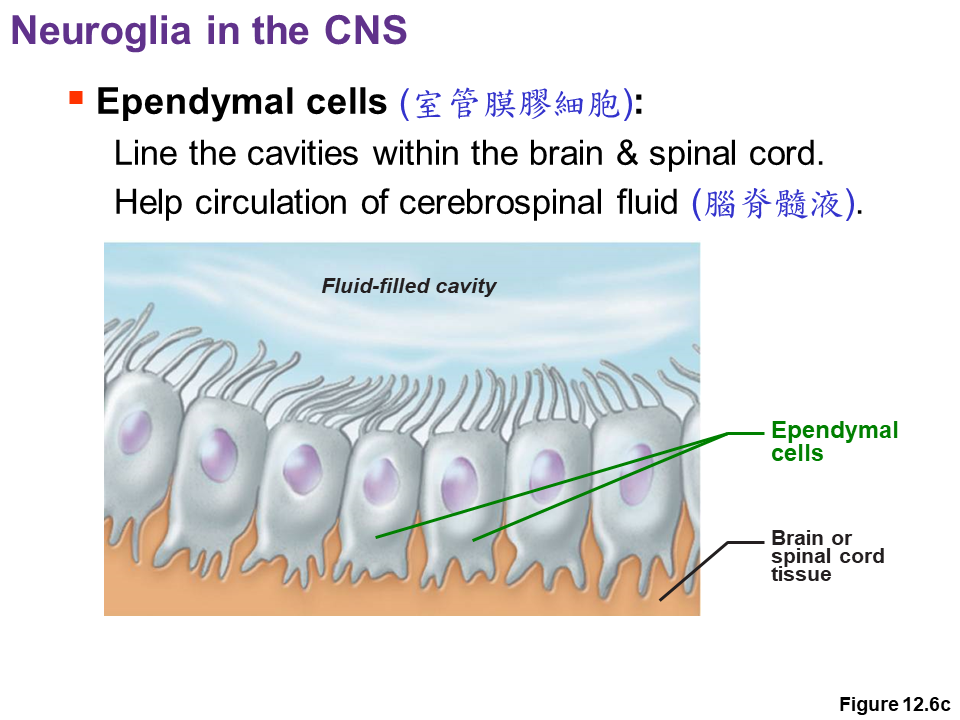 Neuroglia in the CNS
Ependymal cells (室管膜膠細胞):
Line the cavities within the brain & spinal cord.
Help circulation of cerebrospinal fluid (腦脊髓液).
Fluid-filled cavity
Ependymal
cells
Brain or
spinal cord
tissue
Figure 12.6c